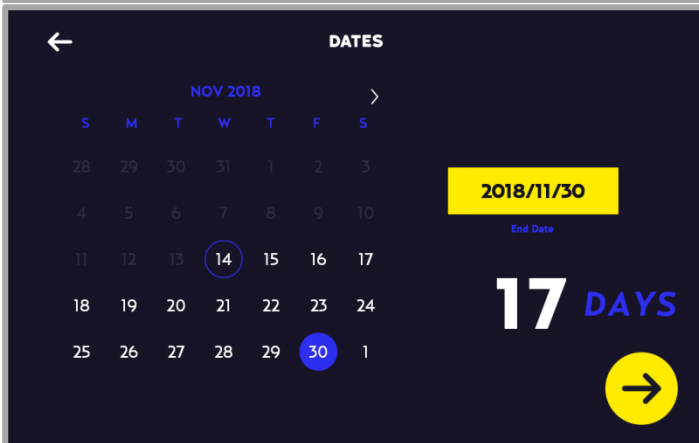 DATES
NOV 2018
S M T W T F S
28 29 30 31 1 2 3
4 5 6 7 8 9 10
11 12 13 14 15 16 17
18 19 20 21 22 23 24
25 26 27 28 29 30 1
2018/11/30
End Date
17 DAYS